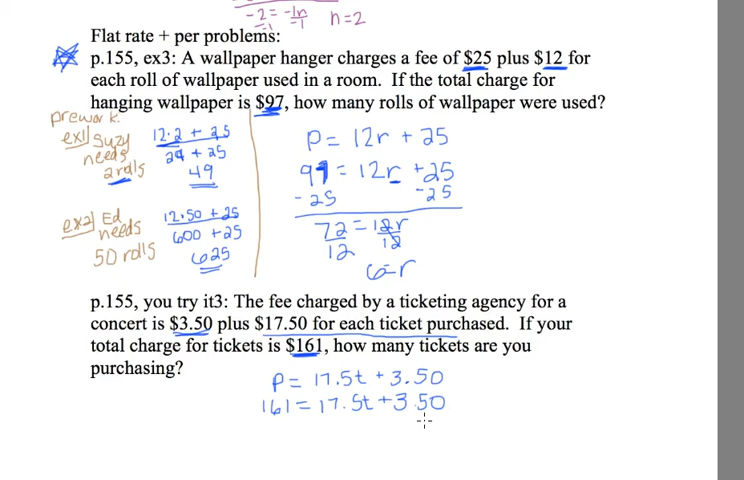 -2 = -1n n=2
-1 -1
Flat rate + per problems:
p.155, ex3: A wallpaper hanger charges a fee of $25 plus $12 for
each roll of wallpaper used in a room. If the total charge for
hanging wallpaper is $97, how many rolls of wallpaper were used?
prework.
ex1) Suzy
needs
2 rolls
12·2 + 25
24 + 25
49
ex2) Ed
needs
50 rolls
12·50 + 25
600 + 25
625
p = 12r + 25
97 = 12r + 25
-25 -25
72 = 12r
12 12
6 = r
p.155, you try it3: The fee charged by a ticketing agency for a
concert is $3.50 plus $17.50 for each ticket purchased. If your
total charge for tickets is $161, how many tickets are you
purchasing?
p = 17.5t + 3.50
161 = 17.5t + 3.50